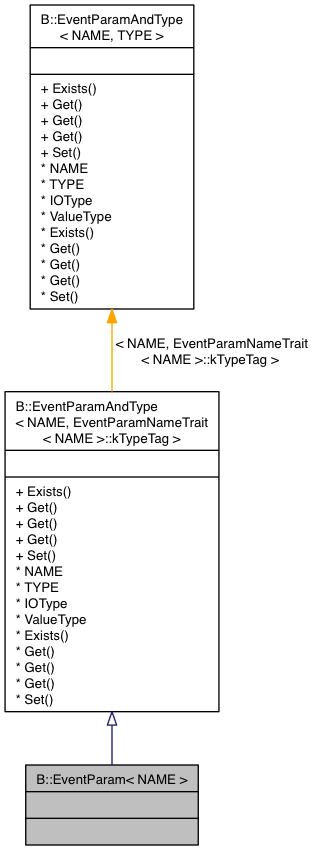 B::EventParamAndType
< NAME, TYPE >
+ Exists()
+ Get()
+ Get()
+ Get()
+ Set()
* NAME
* TYPE
* IOType
* ValueType
* Exists()
* Get()
* Get()
* Get()
* Set()
< NAME, EventParamNameTrait
< NAME >::kTypeTag >
B::EventParamAndType
< NAME, EventParamNameTrait
< NAME >::kTypeTag >
+ Exists()
+ Get()
+ Get()
+ Get()
+ Set()
* NAME
* TYPE
* IOType
* ValueType
* Exists()
* Get()
* Get()
* Get()
* Set()
B::EventParam< NAME >